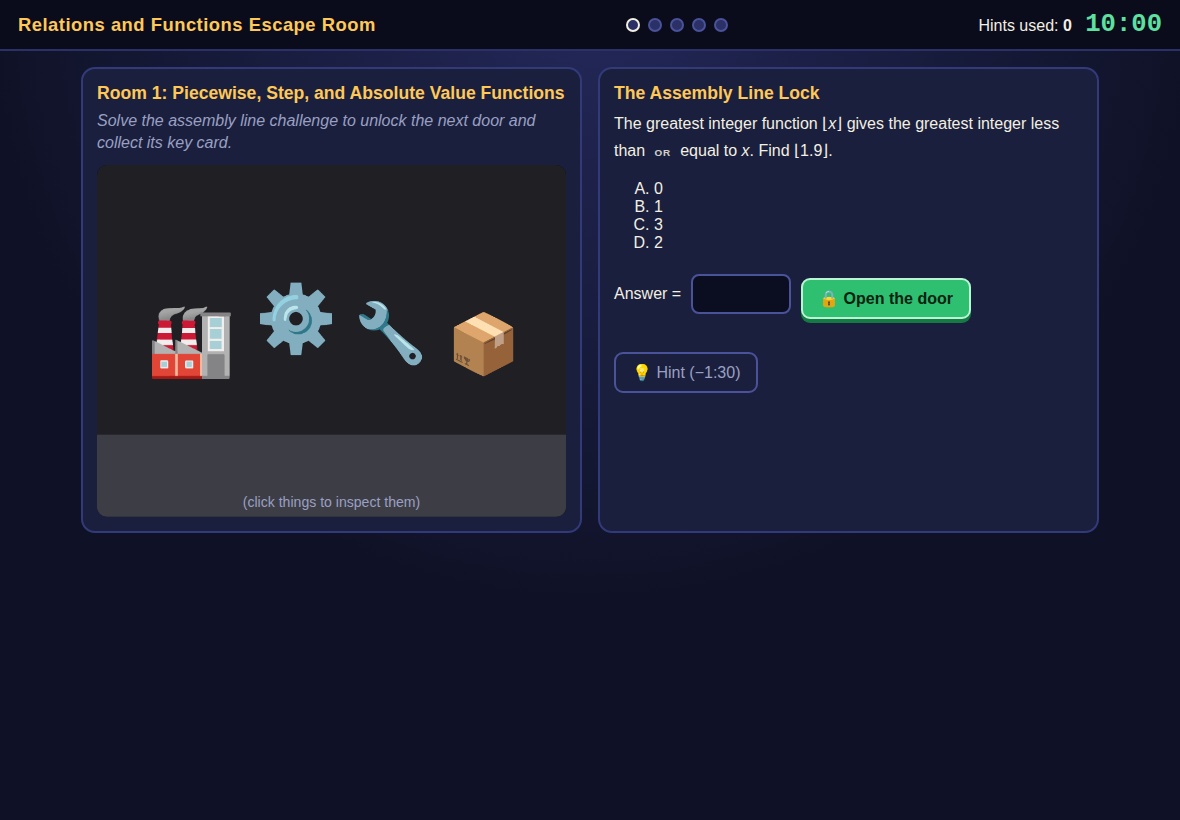 Relations and Functions Escape Room
Hints used: 0 10:00
Room 1: Piecewise, Step, and Absolute Value Functions
Solve the assembly line challenge to unlock the next door and
collect its key card.
(click things to inspect them)
The Assembly Line Lock
The greatest integer function ⌊x⌋ gives the greatest integer less
than OR equal to x. Find ⌊1.9⌋.
A. 0
B. 1
C. 3
D. 2
Answer =
🔒 Open the door
💡 Hint (−1:30)